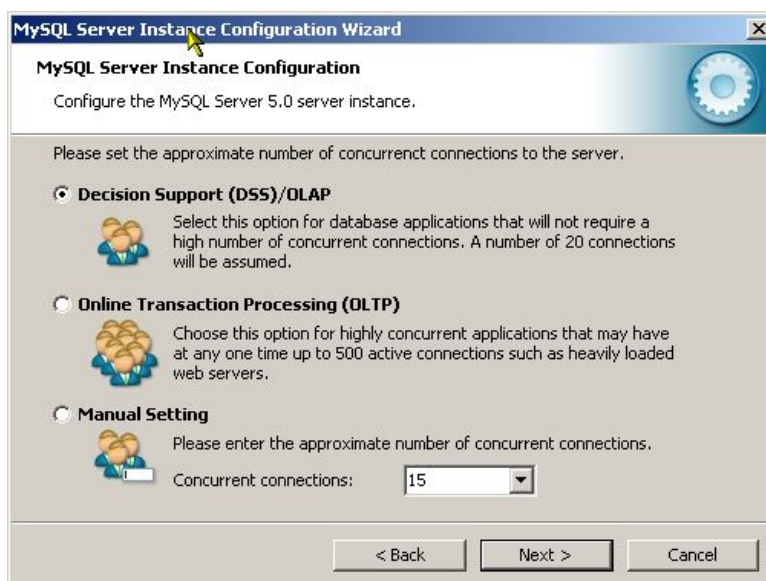 MySQL Server Instance Configuration Wizard
MySQL Server Instance Configuration
Configure the MySQL Server 5.0 server instance.
Please set the approximate number of concurrenct connections to the server.
Decision Support (DSS)/OLAP
Select this option for database applications that will not require a
high number of concurrent connections. A number of 20 connections
will be assumed.
Online Transaction Processing (OLTP)
Choose this option for highly concurrent applications that may have
at any one time up to 500 active connections such as heavily loaded
web servers.
Manual Setting
Please enter the approximate number of concurrent connections.
Concurrent connections: 15
< Back Next > Cancel